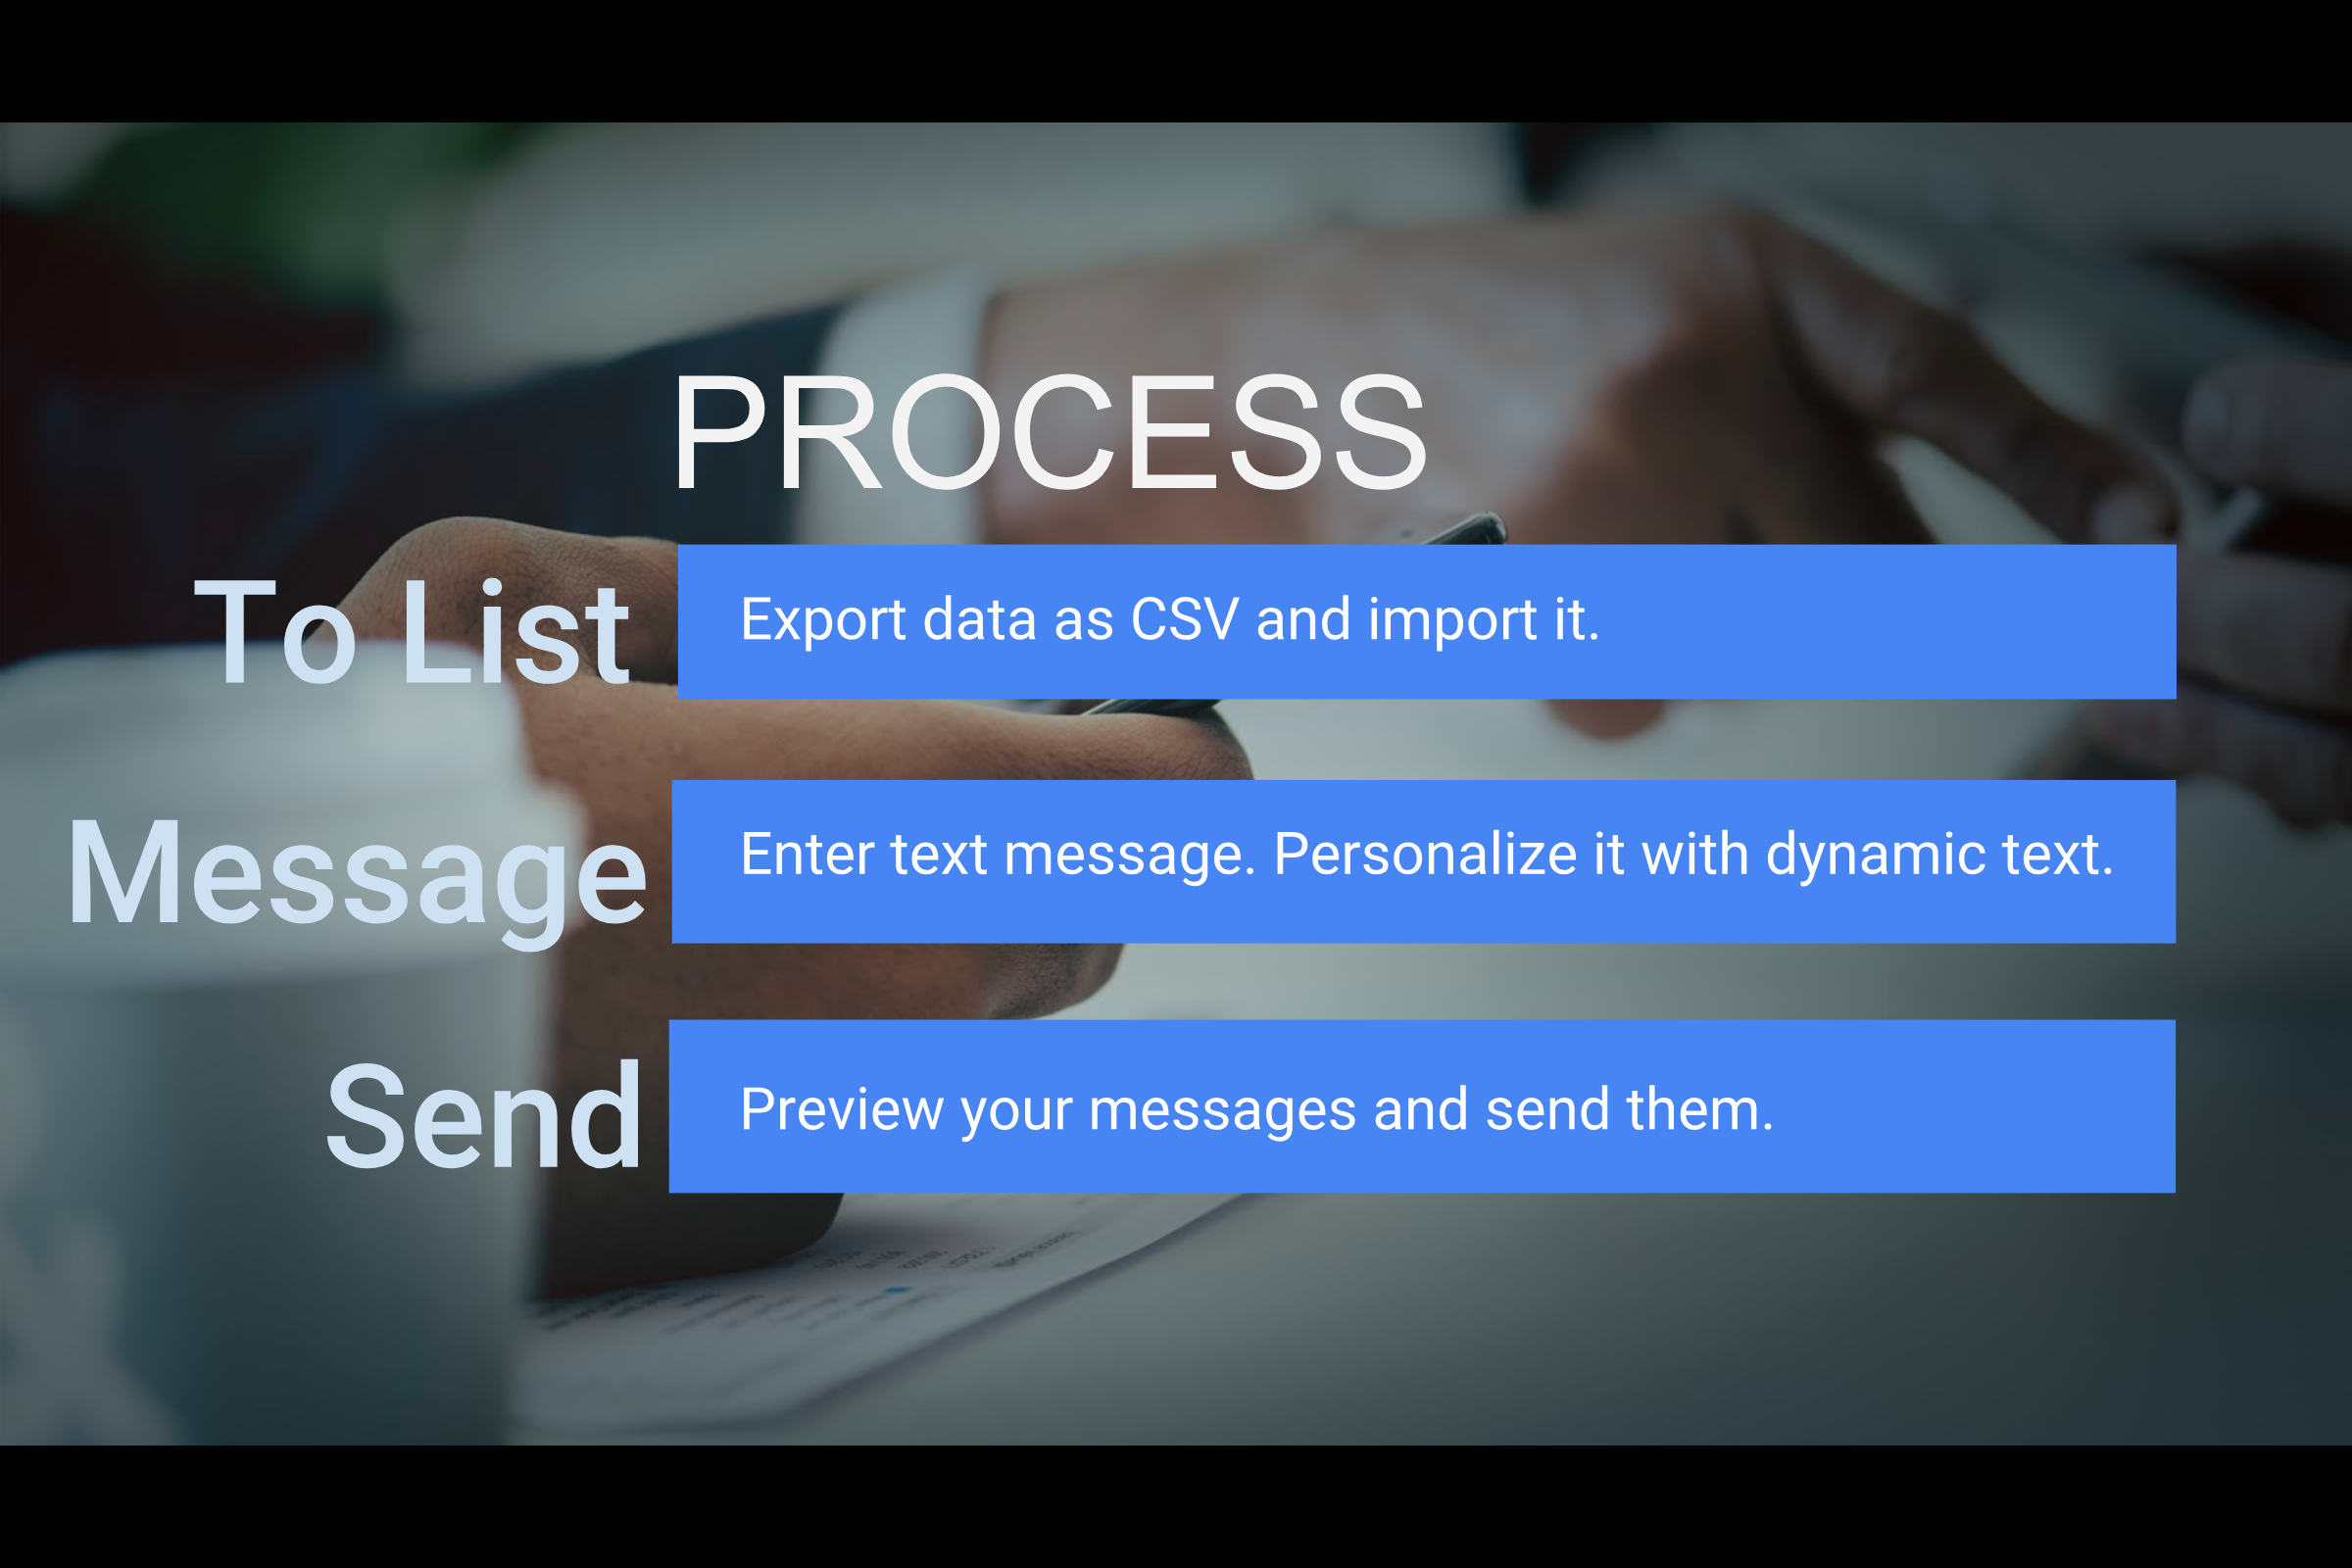 PROCESS
To List
Export data as CSV and import it.
Message
Enter text message. Personalize it with dynamic text.
Send
Preview your messages and send them.